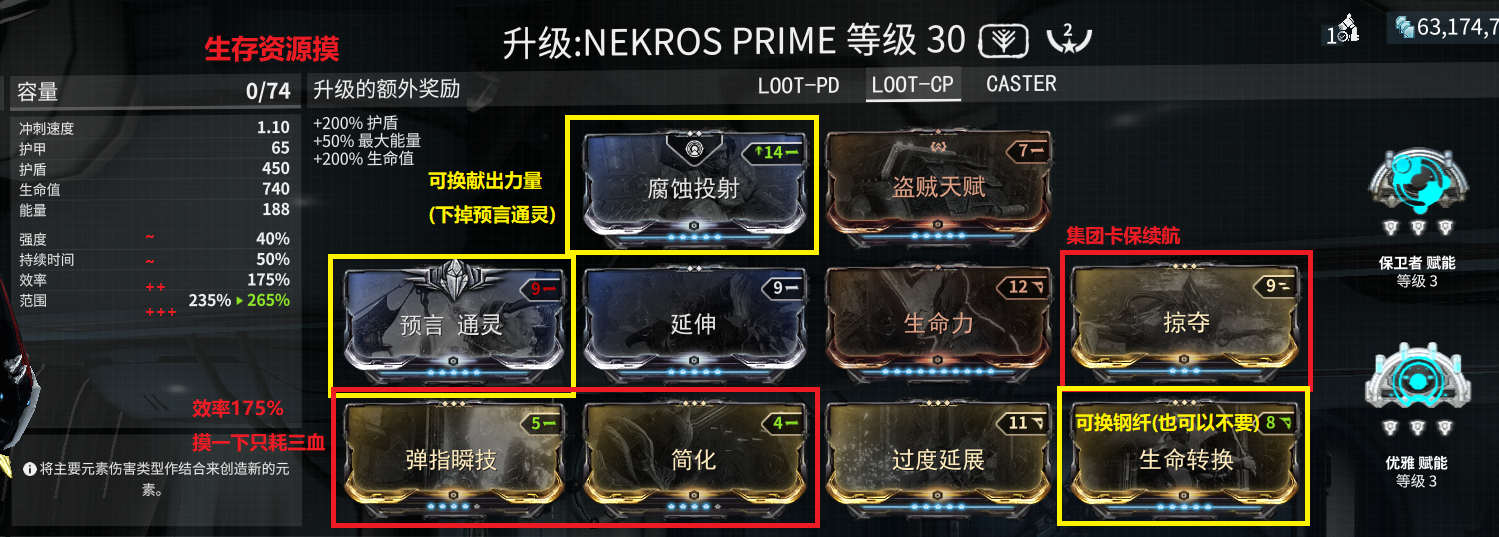 生存资源摸
升级:NEKROS PRIME 等级 30
2
1
63,174,7
容量 0/74
升级的额外奖励
LOOT-PD LOOT-CP CASTER
冲刺速度 1.10
护甲 65
护盾 450
生命值 740
能量 188
强度 ~ 40%
持续时间 ~ 50%
效率 ++ 175%
范围 +++ 235% ▸ 265%
+200% 护盾
+50% 最大能量
+200% 生命值
可换献出力量
(下掉预言通灵)
↑14
腐蚀投射
7
盗贼天赋
集团卡保续航
9
预言 通灵
9
延伸
12
生命力
9
掠夺
效率175%
摸一下只耗三血
5
弹指瞬技
4
简化
11
过度延展
可换钢纤(也可以不要)
8
生命转换
将主要元素伤害类型作结合来创造新的元
素。
保卫者 赋能
等级 3
优雅 赋能
等级 3